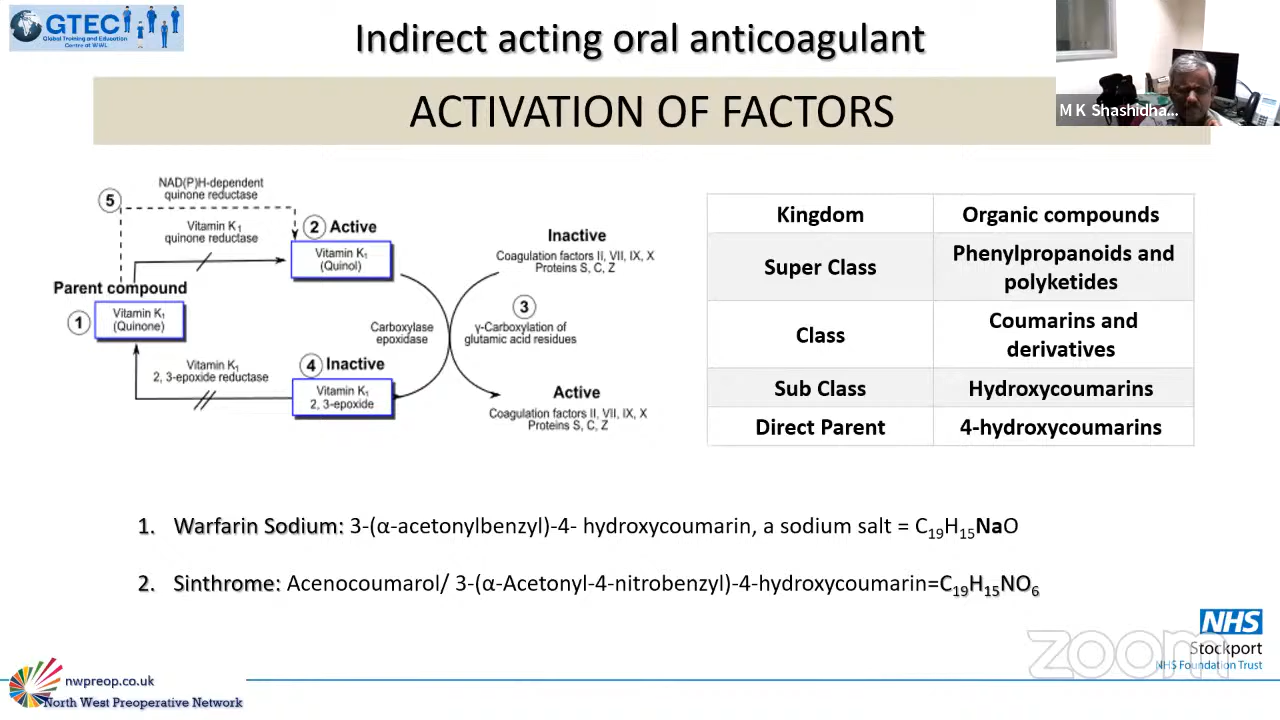 GTEC
Global Training and Education
Centre at WWL
Indirect acting oral anticoagulant
ACTIVATION OF FACTORS
M K Shashidha...
5
NAD(P)H-dependent
quinone reductase
Vitamin K₁
quinone reductase
2 Active
Vitamin K₁
(Quinol)
Inactive
Coagulation factors II, VII, IX, X
Proteins S, C, Z
Parent compound
1
Vitamin K₁
(Quinone)
Carboxylase
epoxidase
3
γ-Carboxylation of
glutamic acid residues
Vitamin K₁
2, 3-epoxide reductase
4 Inactive
Vitamin K₁
2, 3-epoxide
Active
Coagulation factors II, VII, IX, X
Proteins S, C, Z
Kingdom Organic compounds
Super Class Phenylpropanoids and
polyketides
Class Coumarins and
derivatives
Sub Class Hydroxycoumarins
Direct Parent 4-hydroxycoumarins
1. Warfarin Sodium: 3-(α-acetonylbenzyl)-4- hydroxycoumarin, a sodium salt = C₁₉H₁₅NaO
2. Sinthrome: Acenocoumarol/ 3-(α-Acetonyl-4-nitrobenzyl)-4-hydroxycoumarin=C₁₉H₁₅NO₆
NHS
Stockport
NHS Foundation Trust
zoom
nwpreop.co.uk
North West Preoperative Network